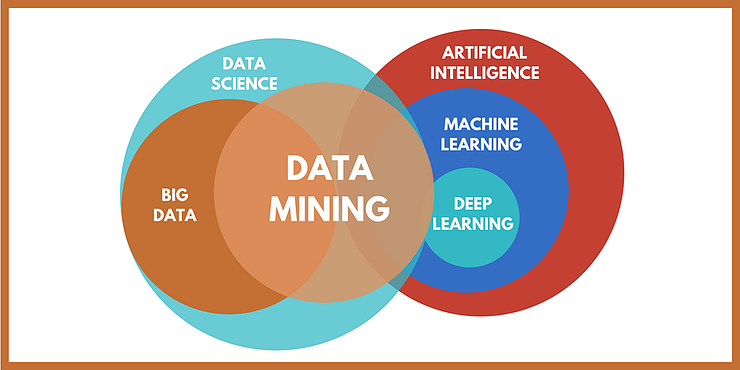 DATA
SCIENCE
BIG
DATA
DATA
MINING
ARTIFICIAL
INTELLIGENCE
MACHINE
LEARNING
DEEP
LEARNING